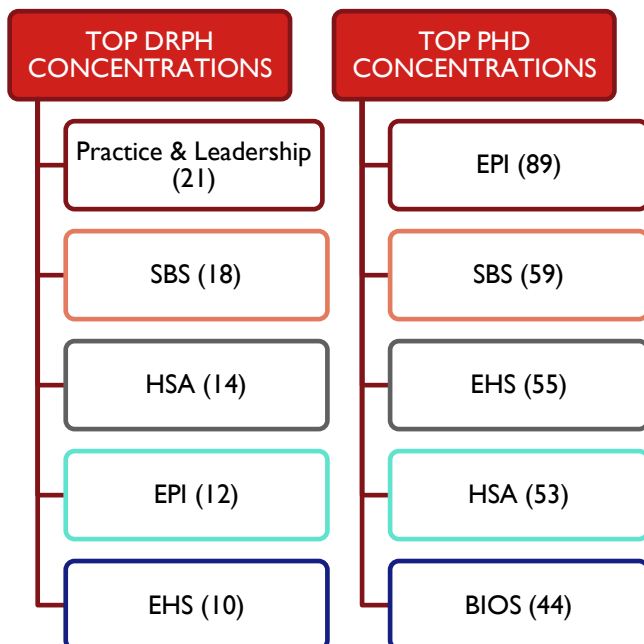 TOP DRPH
CONCENTRATIONS
Practice & Leadership
(21)
SBS (18)
HSA (14)
EPI (12)
EHS (10)
TOP PHD
CONCENTRATIONS
EPI (89)
SBS (59)
EHS (55)
HSA (53)
BIOS (44)